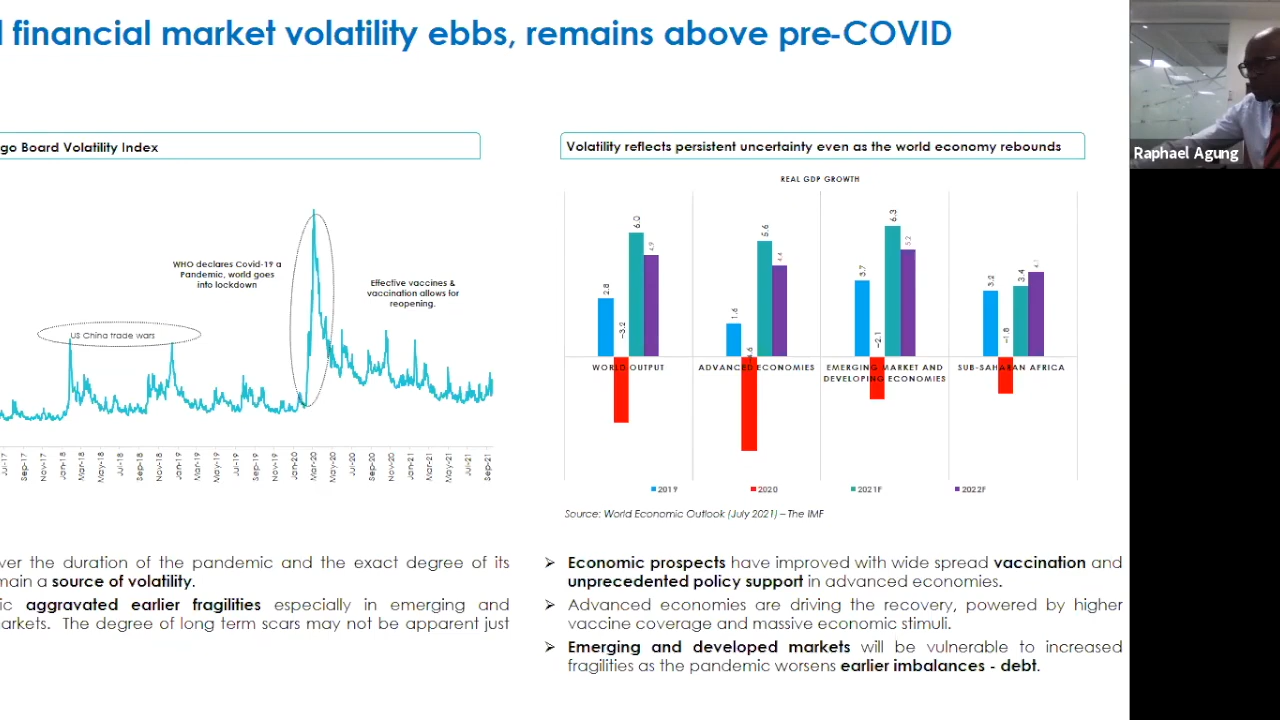 financial market volatility ebbs, remains above pre-COVID
go Board Volatility Index
WHO declares Covid-19 a
Pandemic, world goes
into lockdown
Effective vaccines &
vaccination allows for
reopening.
US China trade wars
Jul-17
Sep-17
Nov-17
Jan-18
Mar-18
May-18
Jul-18
Sep-18
Nov-18
Jan-19
Mar-19
May-19
Jul-19
Sep-19
Nov-19
Jan-20
Mar-20
May-20
Jul-20
Sep-20
Nov-20
Jan-21
Mar-21
May-21
Jul-21
Sep-21
ver the duration of the pandemic and the exact degree of its
main a source of volatility.
ic aggravated earlier fragilities especially in emerging and
arkets. The degree of long term scars may not be apparent just
Volatility reflects persistent uncertainty even as the world economy rebounds
REAL GDP GROWTH
2.8
-3.2
6.0
4.9
1.6
5.6
4.4
3.7
-2.1
6.3
5.2
3.2
-1.8
3.4
4.1
WORLD OUTPUT
ADVANCED ECONOMIES
EMERGING MARKET AND
DEVELOPING ECONOMIES
SUB-SAHARAN AFRICA
2019
2020
2021F
2022F
Source: World Economic Outlook (July 2021) – The IMF
➢ Economic prospects have improved with wide spread vaccination and
unprecedented policy support in advanced economies.
➢ Advanced economies are driving the recovery, powered by higher
vaccine coverage and massive economic stimuli.
➢ Emerging and developed markets will be vulnerable to increased
fragilities as the pandemic worsens earlier imbalances - debt.
Raphael Agung